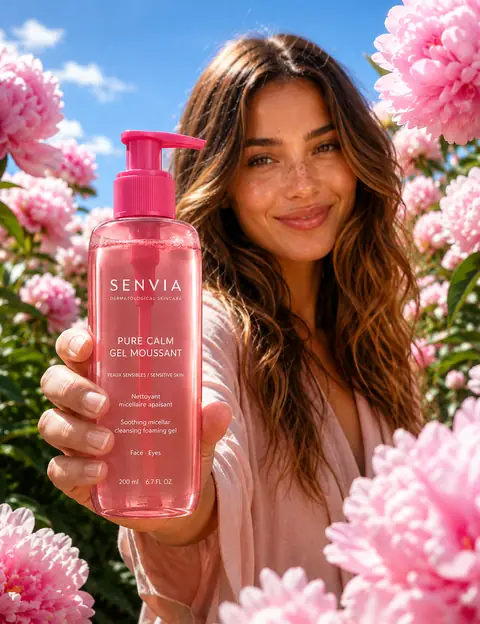 SENVIA
DERMATOLOGICAL SKINCARE
PURE CALM
GEL MOUSSANT
PEAUX SENSIBLES / SENSITIVE SKIN
Nettoyant
micellaire apaisant
Soothing micellar
cleansing foaming gel
Face · Eyes
200 ml · 6.7 FL OZ